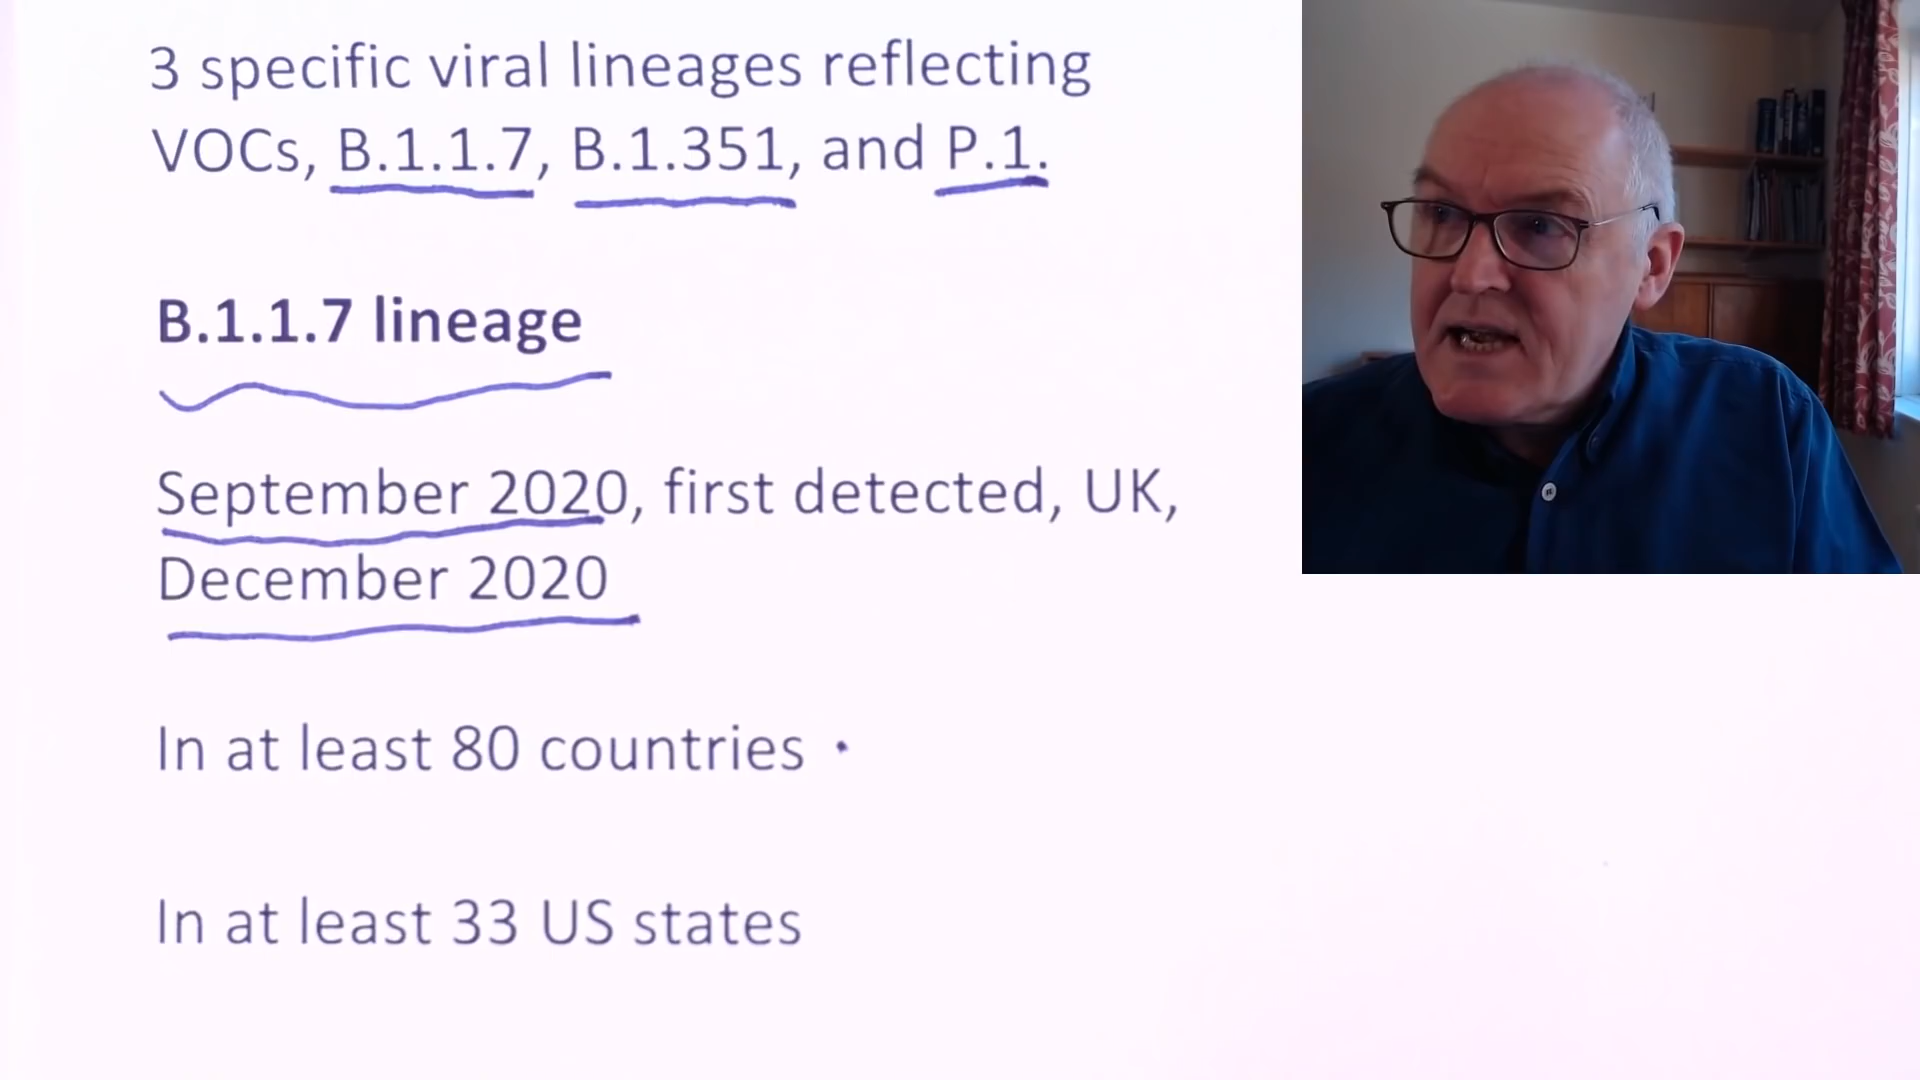 3 specific viral lineages reflecting
VOCs, B.1.1.7, B.1.351, and P.1.
B.1.1.7 lineage
September 2020, first detected, UK,
December 2020
In at least 80 countries
In at least 33 US states